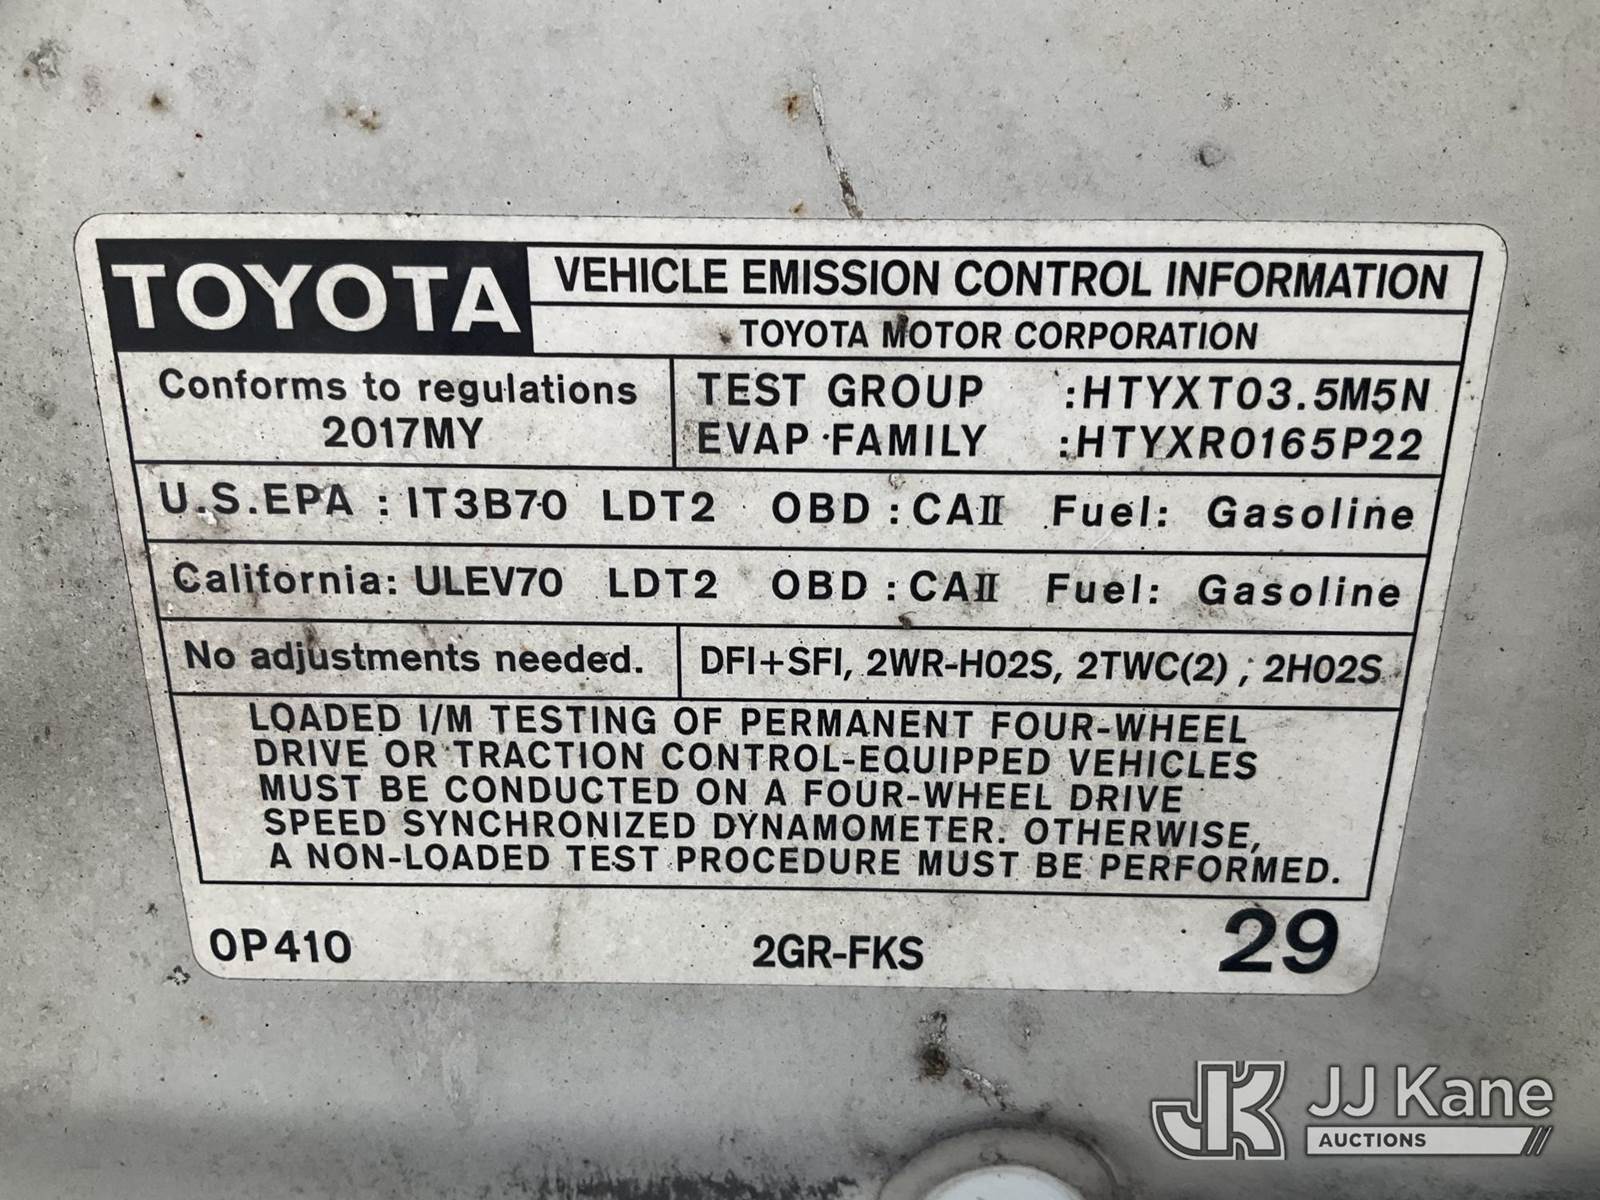 TOYOTA
VEHICLE EMISSION CONTROL INFORMATION
TOYOTA MOTOR CORPORATION
Conforms to regulations
2017MY
TEST GROUP :HTYXT03.5M5N
EVAP·FAMILY :HTYXR0165P22
U.S.EPA : IT3B70 LDT2 OBD : CAⅡ Fuel: Gasoline
California: ULEV70 LDT2 OBD : CAⅡ Fuel: Gasoline
No adjustments needed.
DFI+SFI, 2WR-HO2S, 2TWC(2) , 2HO2S
LOADED I/M TESTING OF PERMANENT FOUR-WHEEL
DRIVE OR TRACTION CONTROL-EQUIPPED VEHICLES
MUST BE CONDUCTED ON A FOUR-WHEEL DRIVE
SPEED SYNCHRONIZED DYNAMOMETER. OTHERWISE,
A NON-LOADED TEST PROCEDURE MUST BE PERFORMED.
0P410 2GR-FKS 29
JK JJ Kane
AUCTIONS